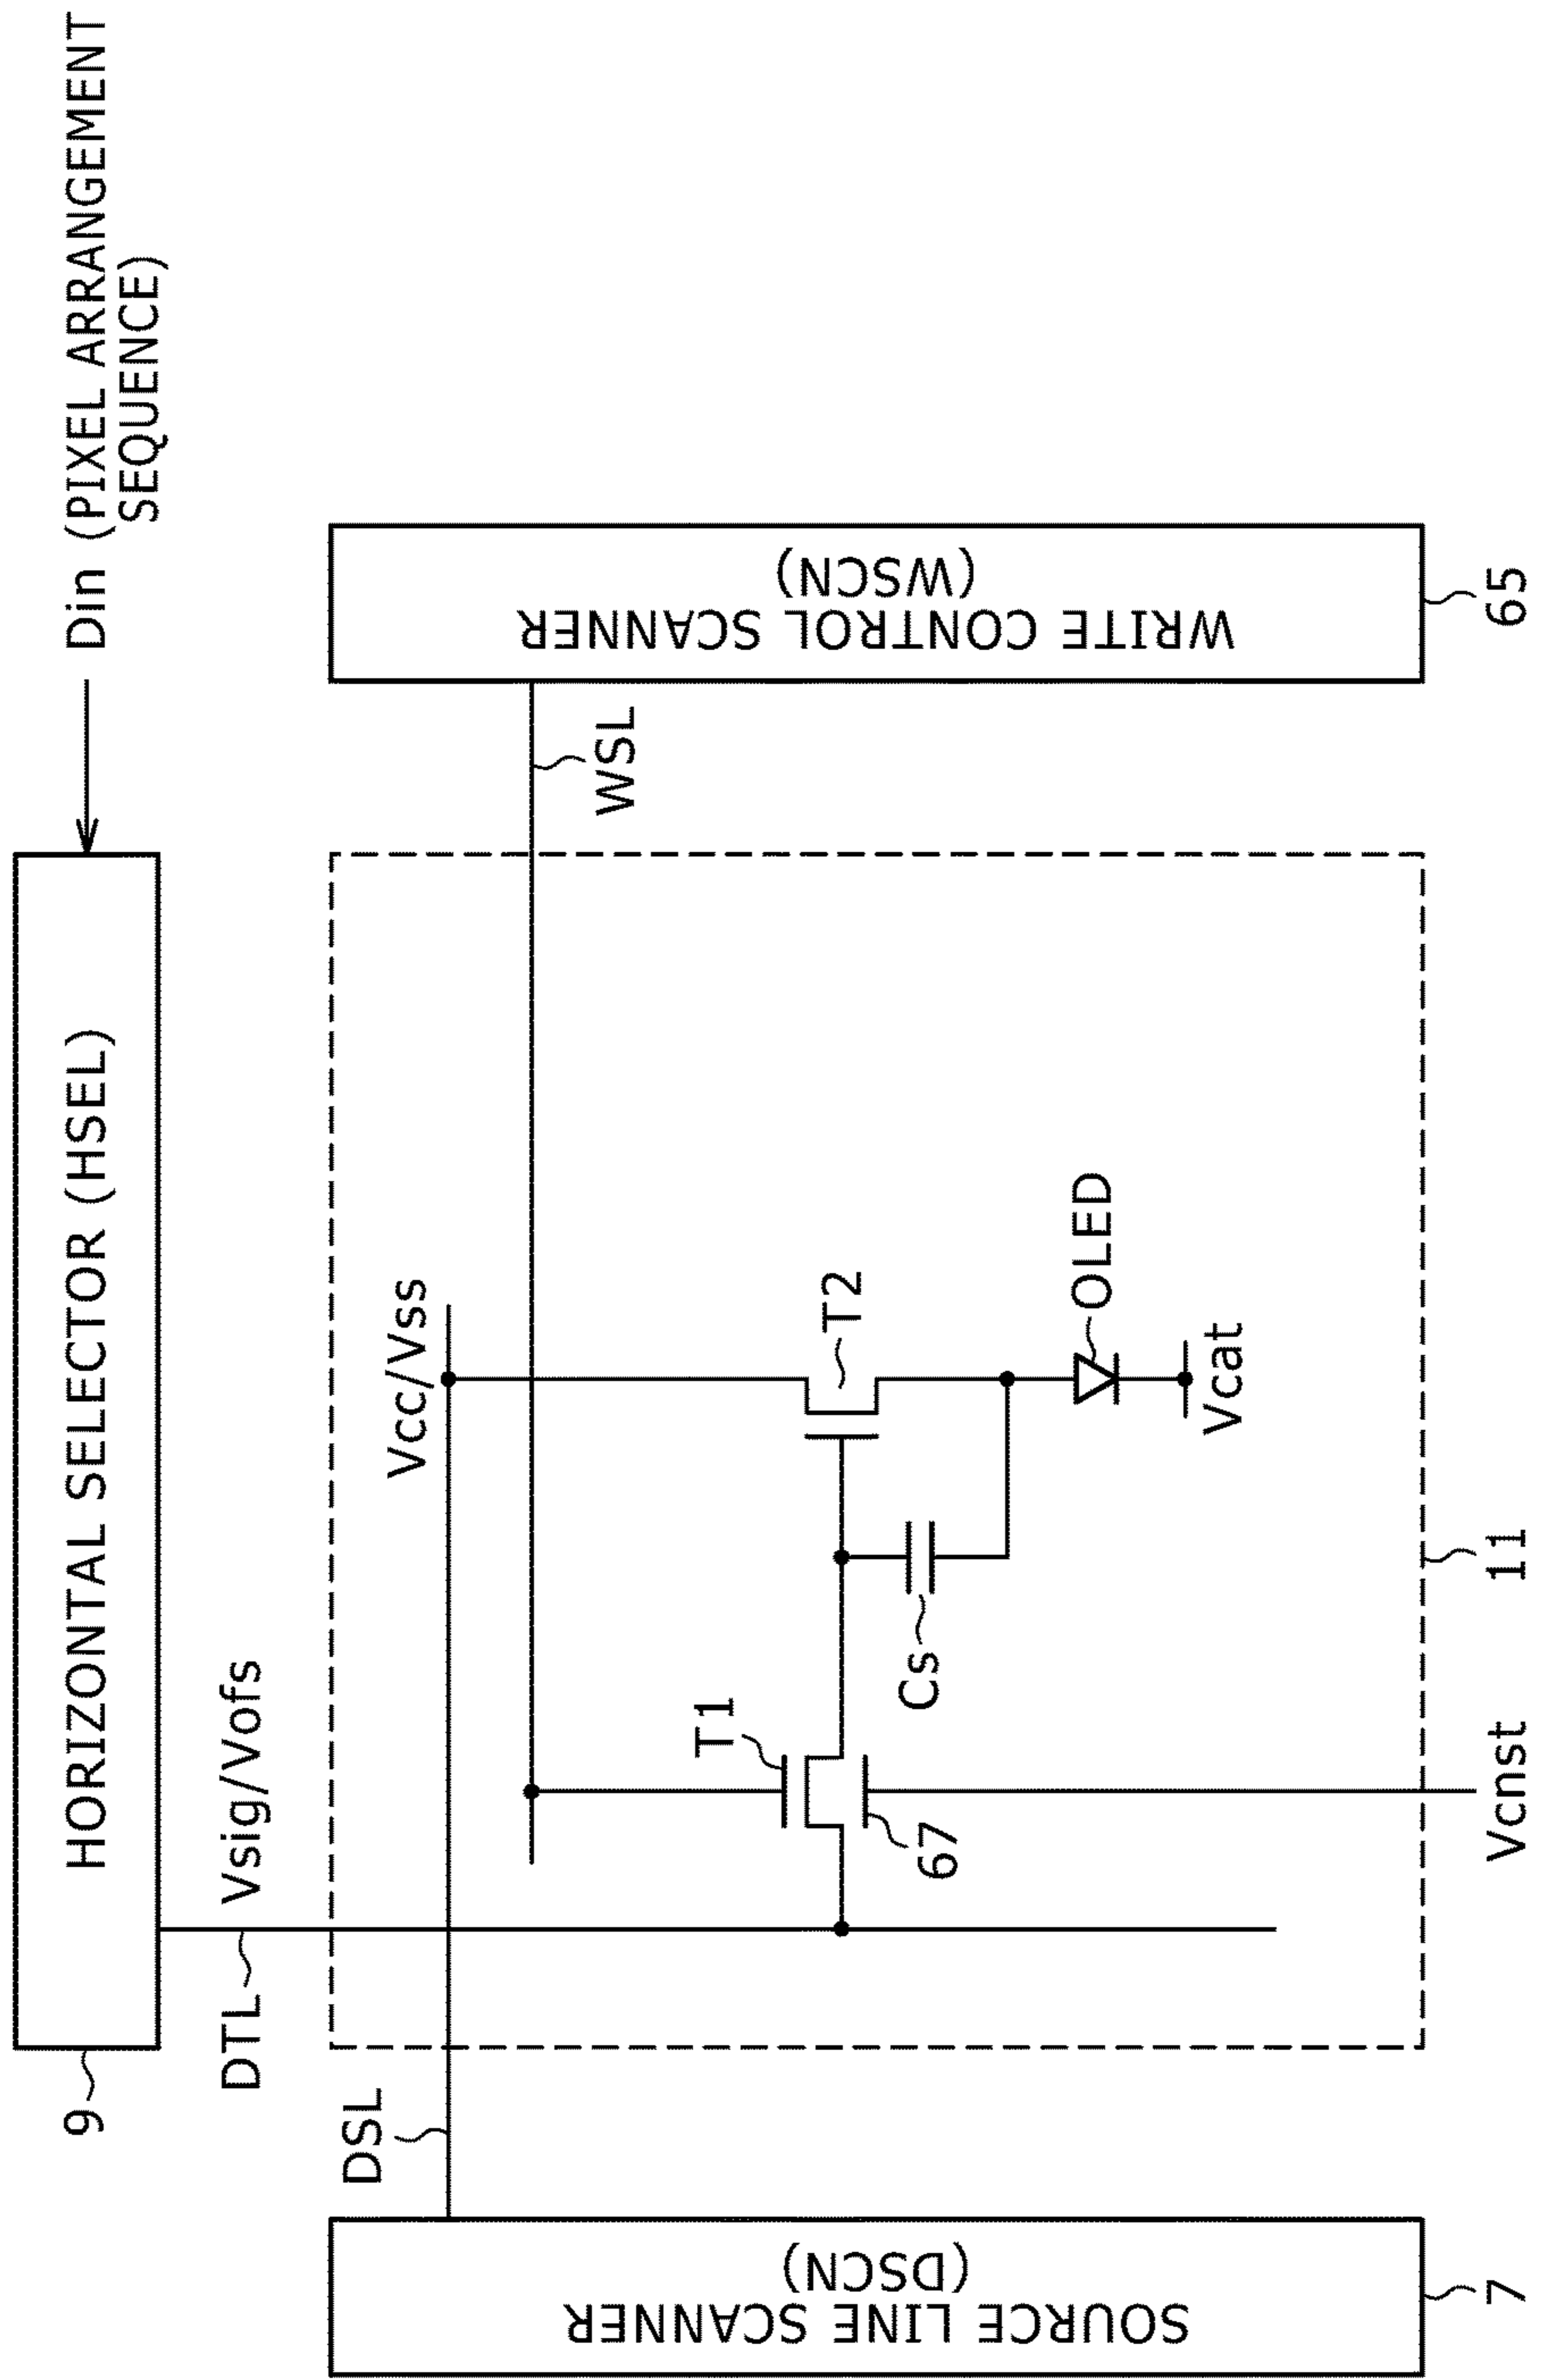 Din (PIXEL ARRANGEMENT
SEQUENCE)
HORIZONTAL SELECTOR (HSEL)
9
DTL
Vsig/Vofs
DSL
Vcc/Vss
WSL
T1
T2
67
Cs
OLED
Vcat
Vcnst
11
SOURCE LINE SCANNER
(DSCN)
7
WRITE CONTROL SCANNER
(WSCN)
65